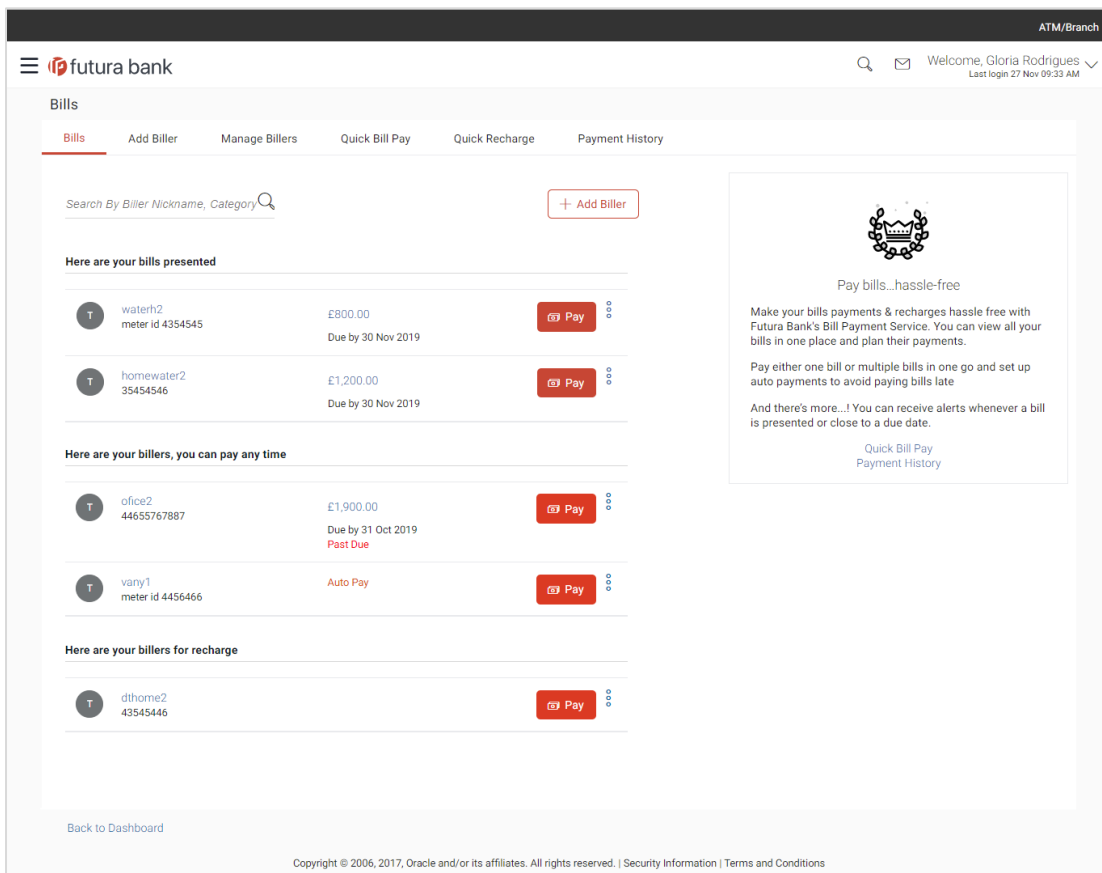 ATM/Branch
futura bank
Welcome, Gloria Rodrigues
Last login 27 Nov 09:33 AM
Bills
Bills Add Biller Manage Billers Quick Bill Pay Quick Recharge Payment History
Search By Biller Nickname, Category
+ Add Biller
Here are your bills presented
T waterh2 £800.00 Pay
meter id 4354545
Due by 30 Nov 2019
T homewater2 £1,200.00 Pay
35454546
Due by 30 Nov 2019
Here are your billers, you can pay any time
T ofice2 £1,900.00 Pay
44655767887
Due by 31 Oct 2019
Past Due
T vany1 Auto Pay Pay
meter id 4456466
Here are your billers for recharge
T dthome2 Pay
43545446
Pay bills...hassle-free
Make your bills payments & recharges hassle free with
Futura Bank's Bill Payment Service. You can view all your
bills in one place and plan their payments.
Pay either one bill or multiple bills in one go and set up
auto payments to avoid paying bills late
And there's more...! You can receive alerts whenever a bill
is presented or close to a due date.
Quick Bill Pay
Payment History
Back to Dashboard
Copyright © 2006, 2017, Oracle and/or its affiliates. All rights reserved. | Security Information | Terms and Conditions